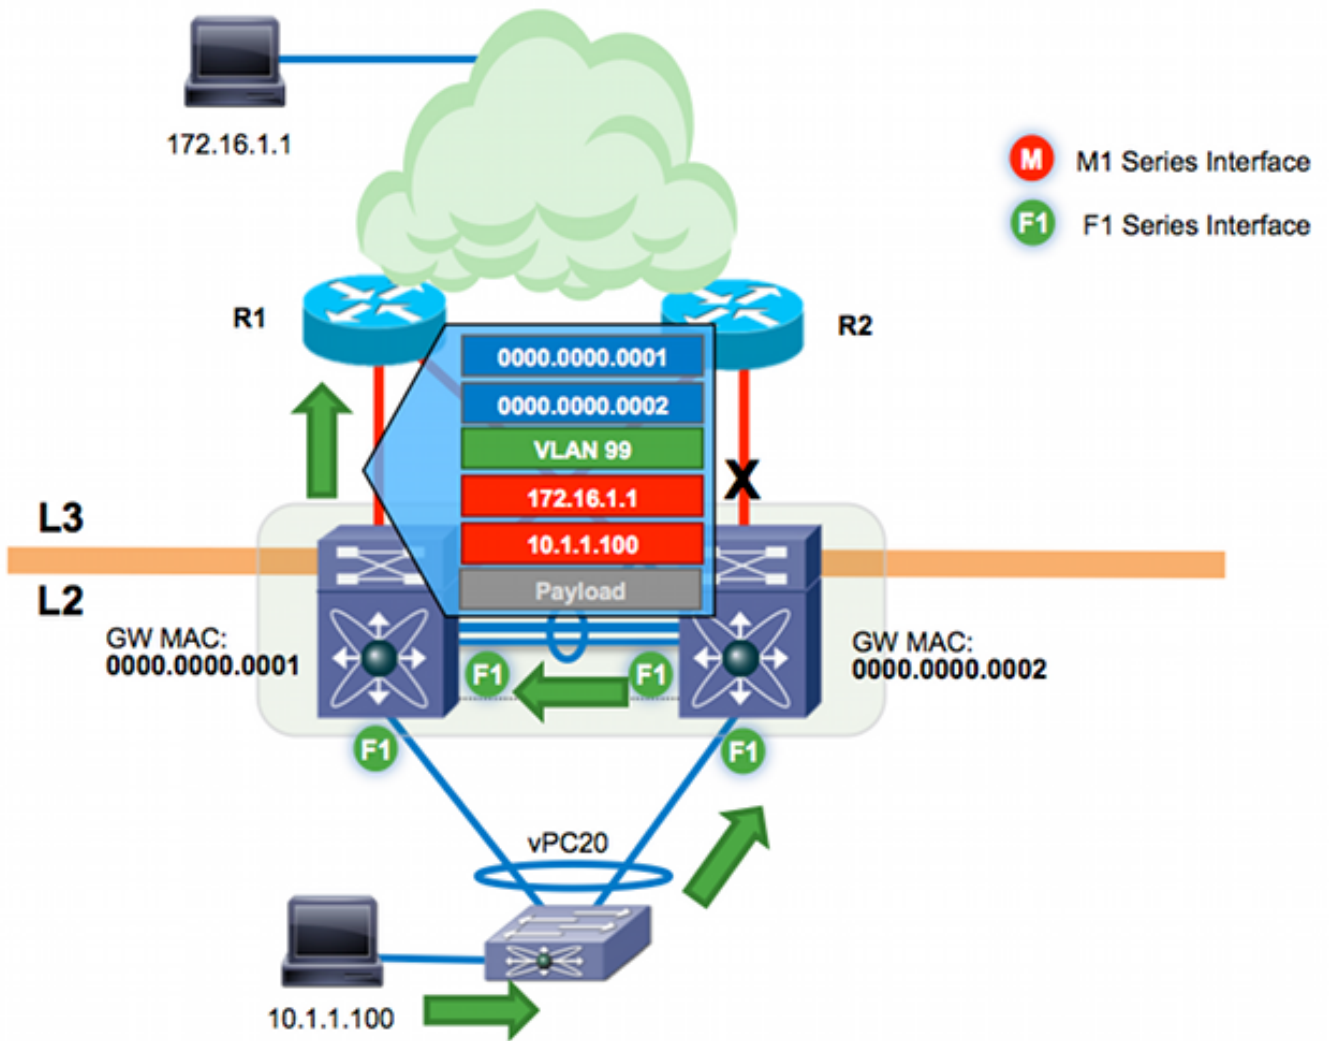 172.16.1.1
M M1 Series Interface
F1 F1 Series Interface
R1
R2
0000.0000.0001
0000.0000.0002
VLAN 99
172.16.1.1
10.1.1.100
Payload
X
L3
L2
GW MAC:
0000.0000.0001
GW MAC:
0000.0000.0002
F1
F1
F1
F1
vPC20
10.1.1.100